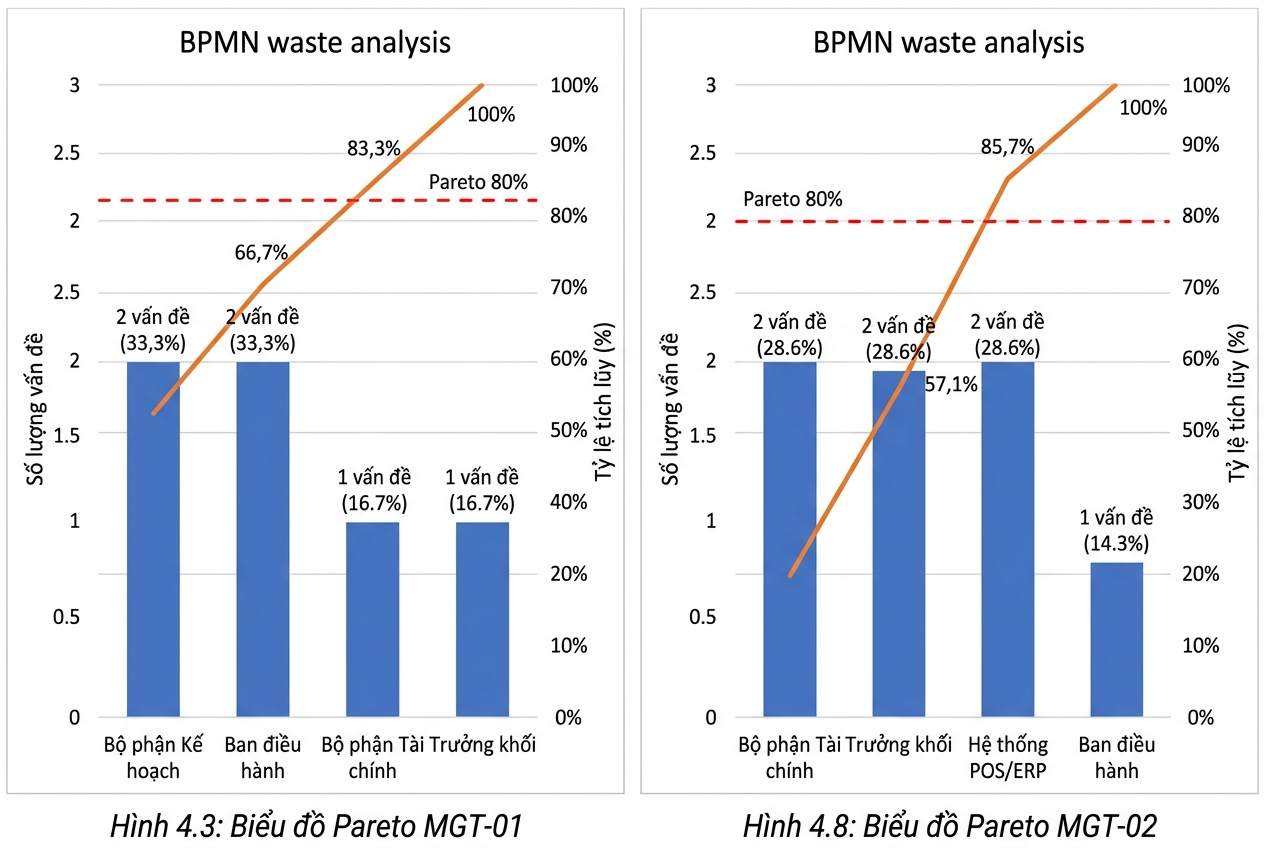 BPMN waste analysis
3
2.5
2
2.5
2
1.5
1
0.5
0
Số lượng vấn đề
100%
90%
80%
70%
60%
50%
40%
20%
10%
0%
Tỷ lệ tích lũy (%)
100%
83,3%
Pareto 80%
66,7%
2 vấn đề
(33,3%)
2 vấn đề
(33,3%)
1 vấn đề
(16.7%)
1 vấn đề
(16.7%)
Bộ phận Kế
hoạch
Ban điều
hành
Bộ phận Tài
chính
Trưởng khối
Hình 4.3: Biểu đồ Pareto MGT-01
BPMN waste analysis
3
2.5
2
2.5
2
1.5
1
0.5
0
Số lượng vấn đề
100%
90%
80%
70%
60%
50%
30%
20%
10%
0%
Tỷ lệ tích lũy (%)
100%
85,7%
Pareto 80%
2 vấn đề
(28.6%)
2 vấn đề
(28.6%)
57,1%
2 vấn đề
(28.6%)
1 vấn đề
(14.3%)
Bộ phận Tài
chính
Trưởng khối
Hệ thống
POS/ERP
Ban điều
hành
Hình 4.8: Biểu đồ Pareto MGT-02